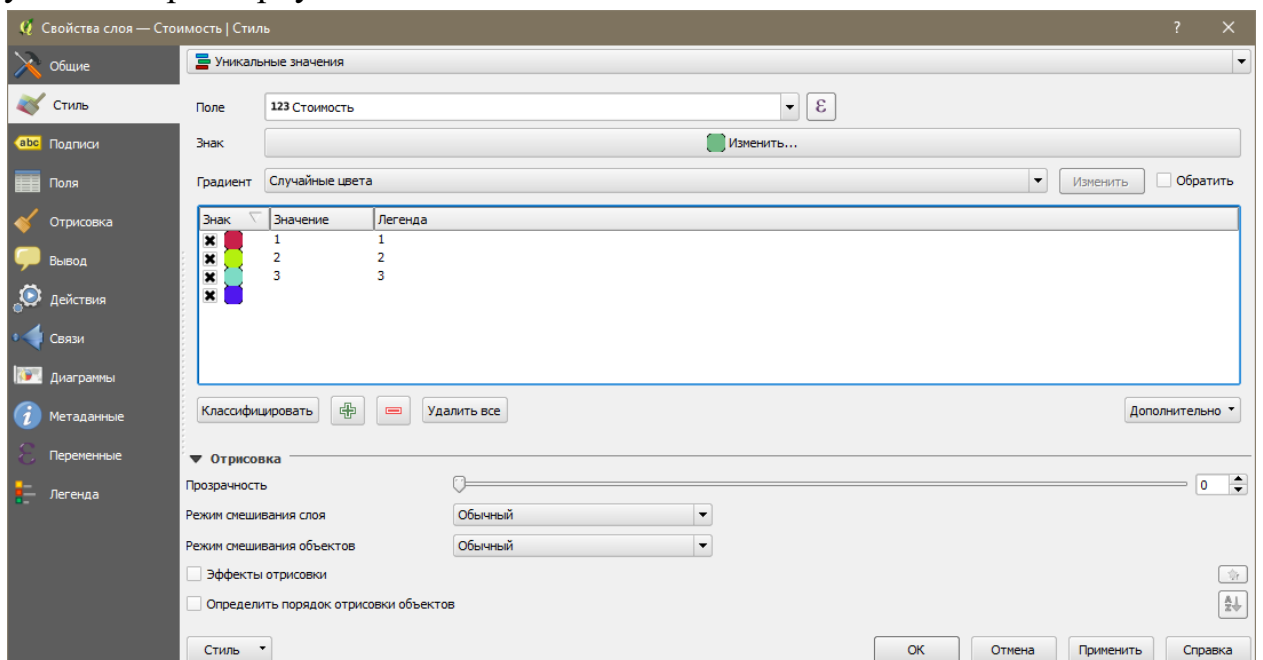 Свойства слоя — Стоимость | Стиль ? ×
Общие
Стиль
abc Подписи
Поля
Отрисовка
Вывод
Действия
Связи
Диаграммы
Метаданные
Переменные
Легенда
Уникальные значения
Поле 123 Стоимость ε
Знак Изменить...
Градиент Случайные цвета Изменить Обратить
Знак Значение Легенда
1 1
2 2
3 3
Классифицировать Удалить все Дополнительно
Отрисовка
Прозрачность 0
Режим смешивания слоя Обычный
Режим смешивания объектов Обычный
Эффекты отрисовки
Определить порядок отрисовки объектов
Стиль ОК Отмена Применить Справка